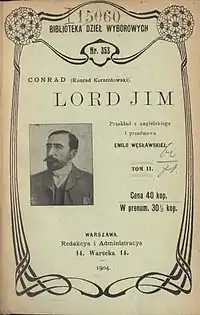 15060
BIBLIOTEKA DZIEŁ WYBOROWYCH
Nr. 353
CONRAD (Konrad Korzeniowski)
LORD JIM
Przekład z angielskiego
i przedmowa
EMILII WĘSŁAWSKIEJ
TOM II.
Cena 40 kop.
W prenum. 30½ kop.
WARSZAWA.
Redakcya i Administracya
14. Warecka 14.
1904.